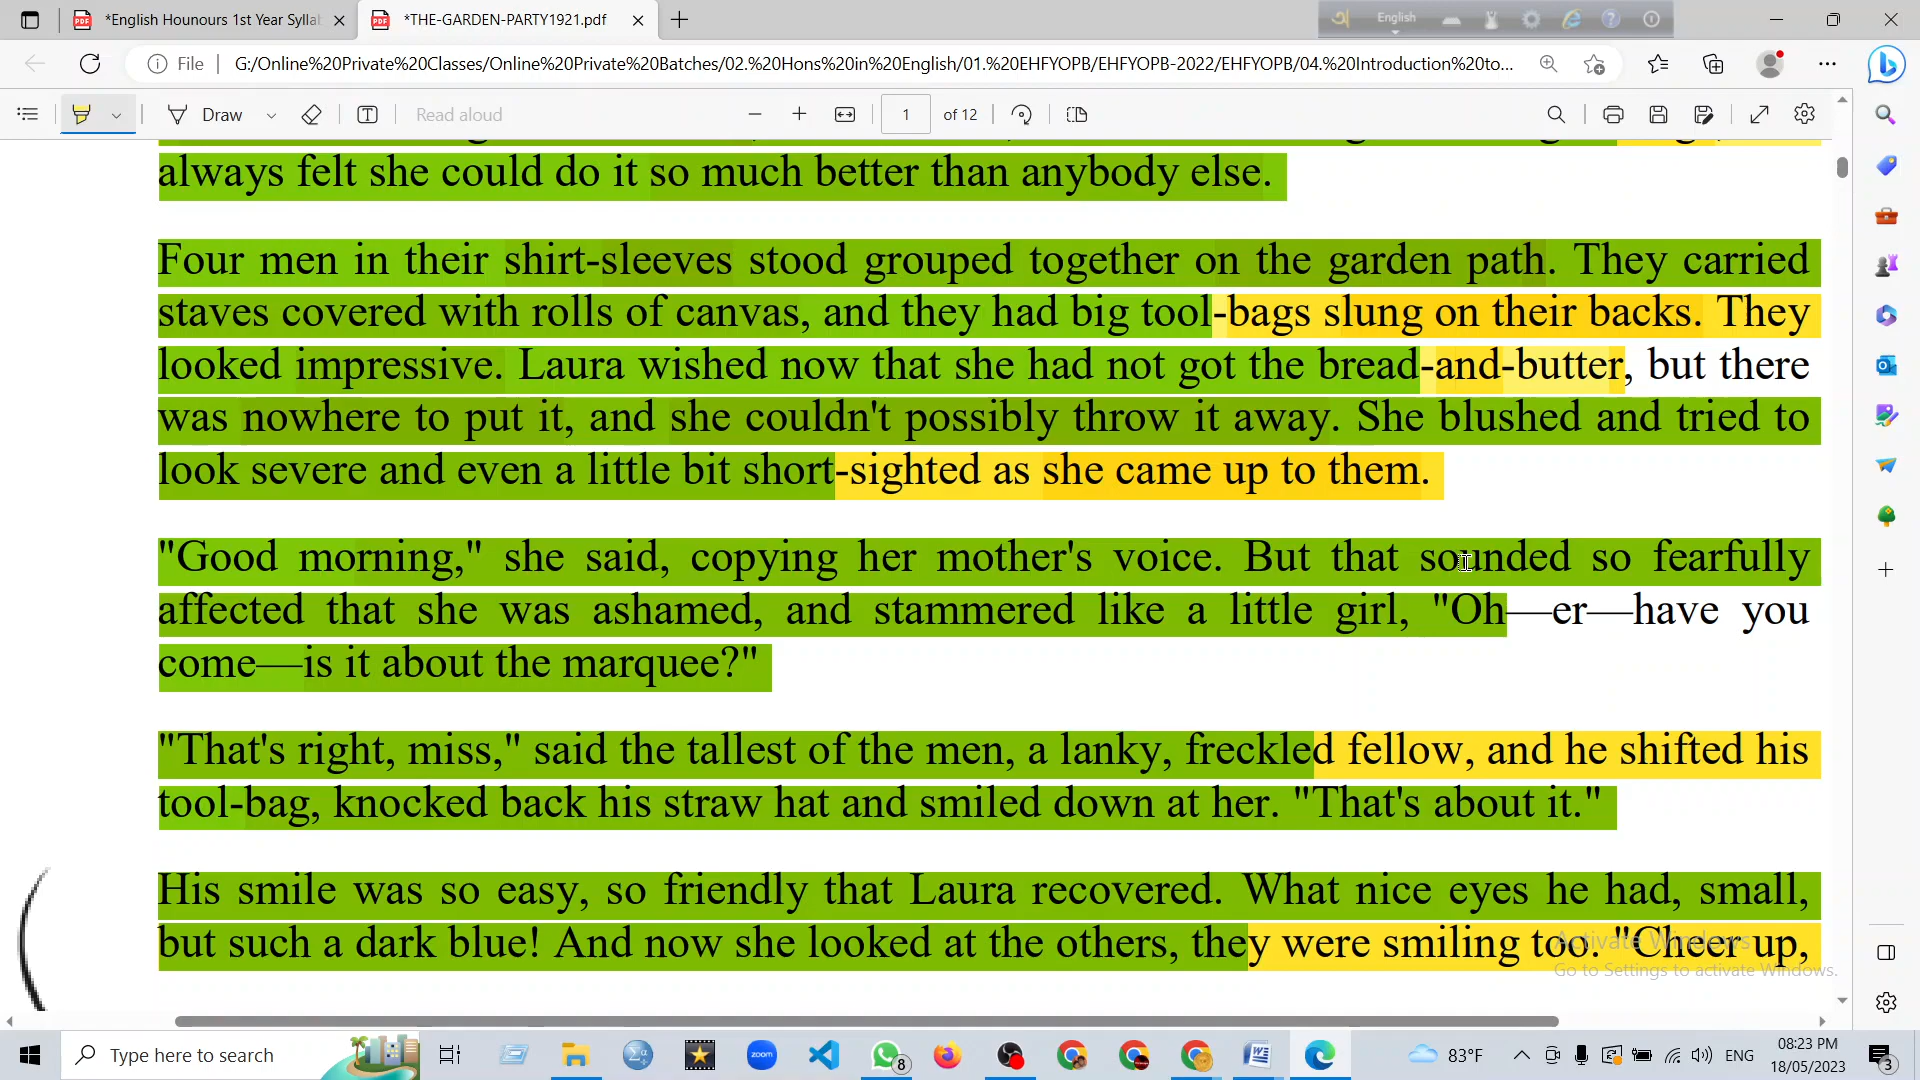 *English Hounours 1st Year Syllab
*THE-GARDEN-PARTY1921.pdf
English
File
G:/Online%20Private%20Classes/Online%20Private%20Batches/02.%20Hons%20in%20English/01.%20EHFYOPB/EHFYOPB-2022/EHFYOPB/04.%20Introduction%20to...
Draw
Read aloud
1 of 12
always felt she could do it so much better than anybody else.
Four men in their shirt-sleeves stood grouped together on the garden path. They carried
staves covered with rolls of canvas, and they had big tool-bags slung on their backs. They
looked impressive. Laura wished now that she had not got the bread-and-butter, but there
was nowhere to put it, and she couldn't possibly throw it away. She blushed and tried to
look severe and even a little bit short-sighted as she came up to them.
"Good morning," she said, copying her mother's voice. But that sounded so fearfully
affected that she was ashamed, and stammered like a little girl, "Oh—er—have you
come—is it about the marquee?"
"That's right, miss," said the tallest of the men, a lanky, freckled fellow, and he shifted his
tool-bag, knocked back his straw hat and smiled down at her. "That's about it."
His smile was so easy, so friendly that Laura recovered. What nice eyes he had, small,
but such a dark blue! And now she looked at the others, they were smiling too. "Cheer up,
Activate Windows
Go to Settings to activate Windows.
Type here to search
zoom
8
83°F
ENG
08:23 PM
18/05/2023
3